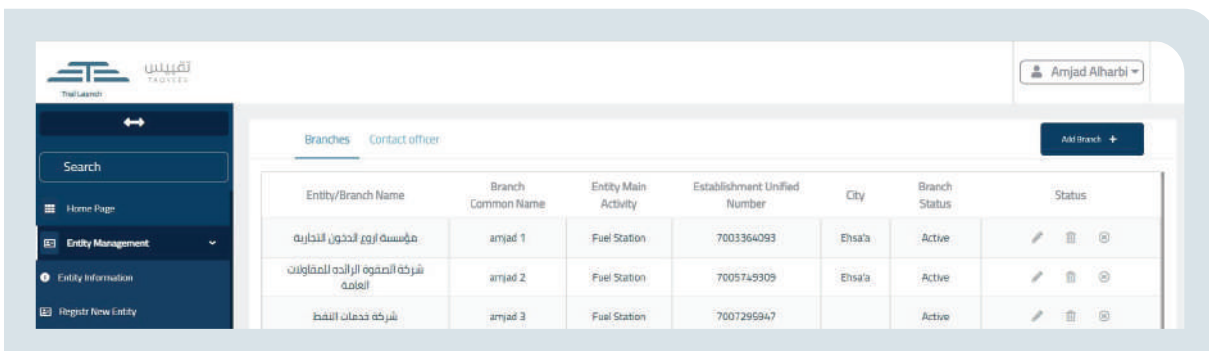 تقييس
TAQYEES
Trial Launch
Amjad Alharbi
Branches Contact officer
Add Branch +
Search
Home Page
Entity Management
Entity Information
Registr New Entity
Entity/Branch Name Branch Common Name Entity Main Activity Establishment Unified Number City Branch Status Status
مؤسسة اروع الدخون التجارية amjad 1 Fuel Station 7003364093 Ehsa'a Active
شركة الصفوة الرائده للمقاولات العامة amjad 2 Fuel Station 7005749309 Ehsa'a Active
شركة خدمات النفط amjad 3 Fuel Station 7007295947 Active